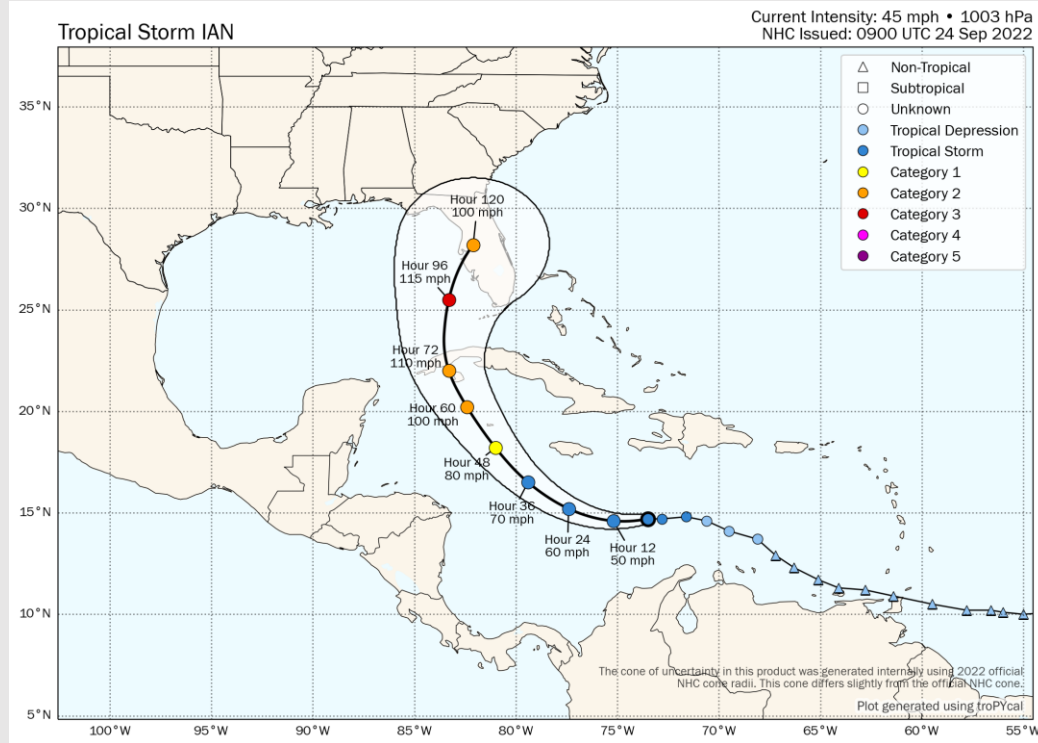 Tropical Storm IAN
Current Intensity: 45 mph • 1003 hPa
NHC Issued: 0900 UTC 24 Sep 2022
Non-Tropical
Subtropical
Unknown
Tropical Depression
Tropical Storm
Category 1
Category 2
Category 3
Category 4
Category 5
35°N
30°N
25°N
20°N
15°N
10°N
5°N
Hour 120
100 mph
Hour 96
115 mph
Hour 72
110 mph
Hour 60
100 mph
Hour 48
80 mph
Hour 36
70 mph
Hour 24
60 mph
Hour 12
50 mph
The cone of uncertainty in this product was generated internally using 2022 official
NHC cone radii. This cone differs slightly from the official NHC cone.
Plot generated using troPYcal
100°W
95°W
90°W
85°W
80°W
75°W
70°W
65°W
60°W
55°W